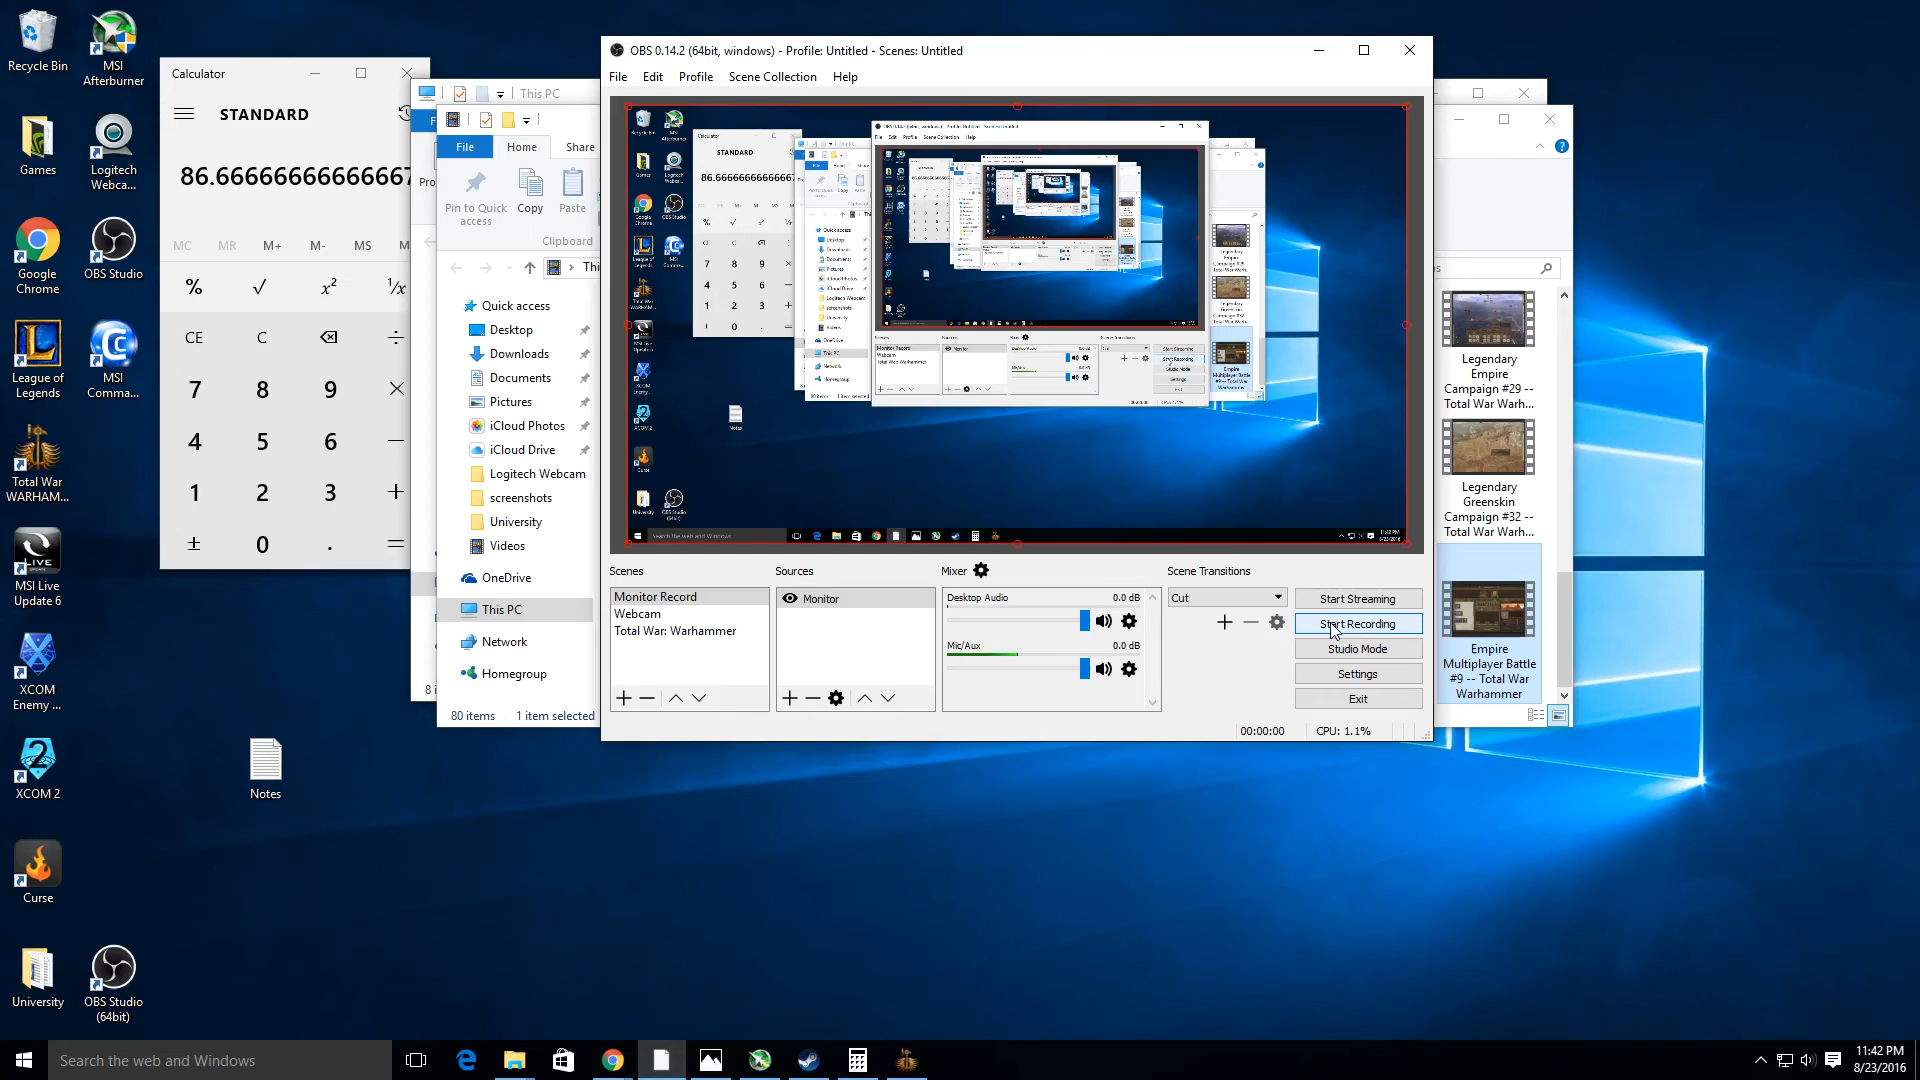 Recycle Bin
MSI
Afterburner
Games
Logitech
Webca...
Google
Chrome
OBS Studio
League of
Legends
MSI
Comma...
Total War
WARHAM...
MSI Live
Update 6
XCOM
Enemy ...
XCOM 2
Notes
Curse
University
OBS Studio
(64bit)
Calculator
STANDARD
86.66666666666667
MC MR M+ M- MS M
% √ x² ¹/x
CE C ÷
7 8 9 ×
4 5 6 −
1 2 3 +
± 0 . =
This PC
F
Pro
8 i
File Home Share
Pin to Quick
access
Copy
Paste
Clipboard
Thi
Quick access
Desktop
Downloads
Documents
Pictures
iCloud Photos
iCloud Drive
Logitech Webcam
screenshots
University
Videos
OneDrive
This PC
Network
Homegroup
80 items 1 item selected
OBS 0.14.2 (64bit, windows) - Profile: Untitled - Scenes: Untitled
File Edit Profile Scene Collection Help
Scenes
Monitor Record
Webcam
Total War: Warhammer
Sources
Monitor
Mixer
Desktop Audio 0.0 dB
Mic/Aux 0.0 dB
Scene Transitions
Cut
Start Streaming
Start Recording
Studio Mode
Settings
Exit
00:00:00 CPU: 1.1%
Legendary
Empire
Campaign #29 --
Total War Warh...
Legendary
Greenskin
Campaign #32 --
Total War Warh...
Empire
Multiplayer Battle
#9 -- Total War
Warhammer
Search the web and Windows
11:42 PM
8/23/2016